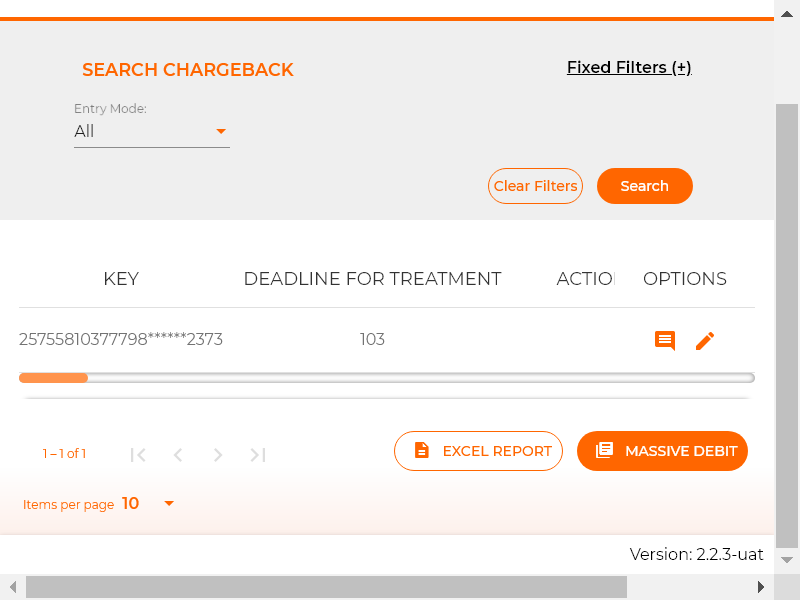 SEARCH CHARGEBACK
Fixed Filters (+)
Entry Mode:
All
Clear Filters
Search
KEY DEADLINE FOR TREATMENT ACTIO OPTIONS
25755810377798******2373 103
1 – 1 of 1
EXCEL REPORT
MASSIVE DEBIT
Items per page 10
Version: 2.2.3-uat